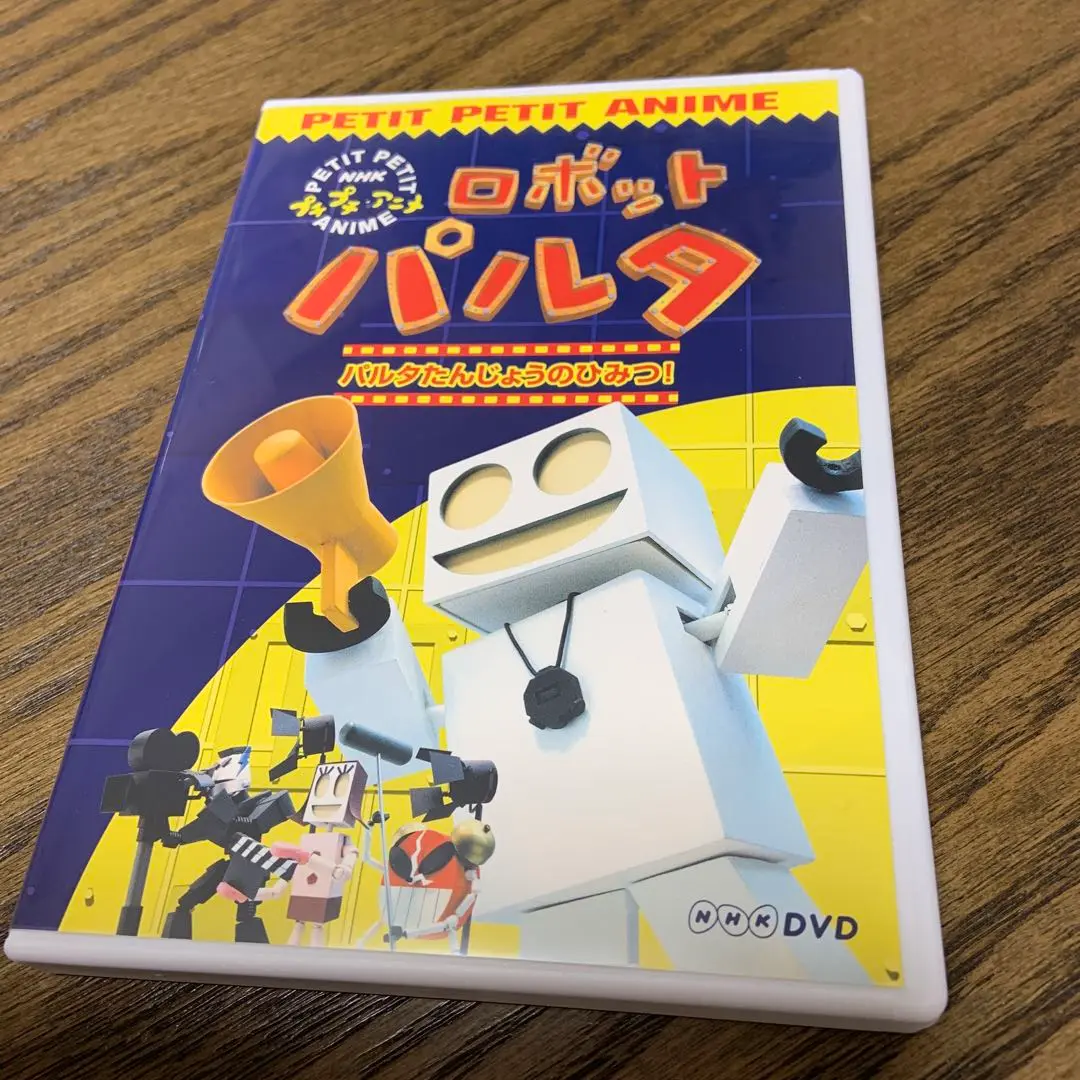 PETIT PETIT ANIME
PETIT PETIT
NHK
プチプチ・アニメ
ANIME
ロボット
パルタ
パルタたんじょうのひみつ!
NHK DVD